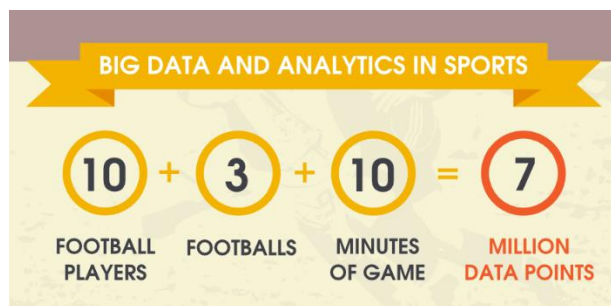 BIG DATA AND ANALYTICS IN SPORTS
10 + 3 + 10 = 7
FOOTBALL PLAYERS
FOOTBALLS
MINUTES OF GAME
MILLION DATA POINTS